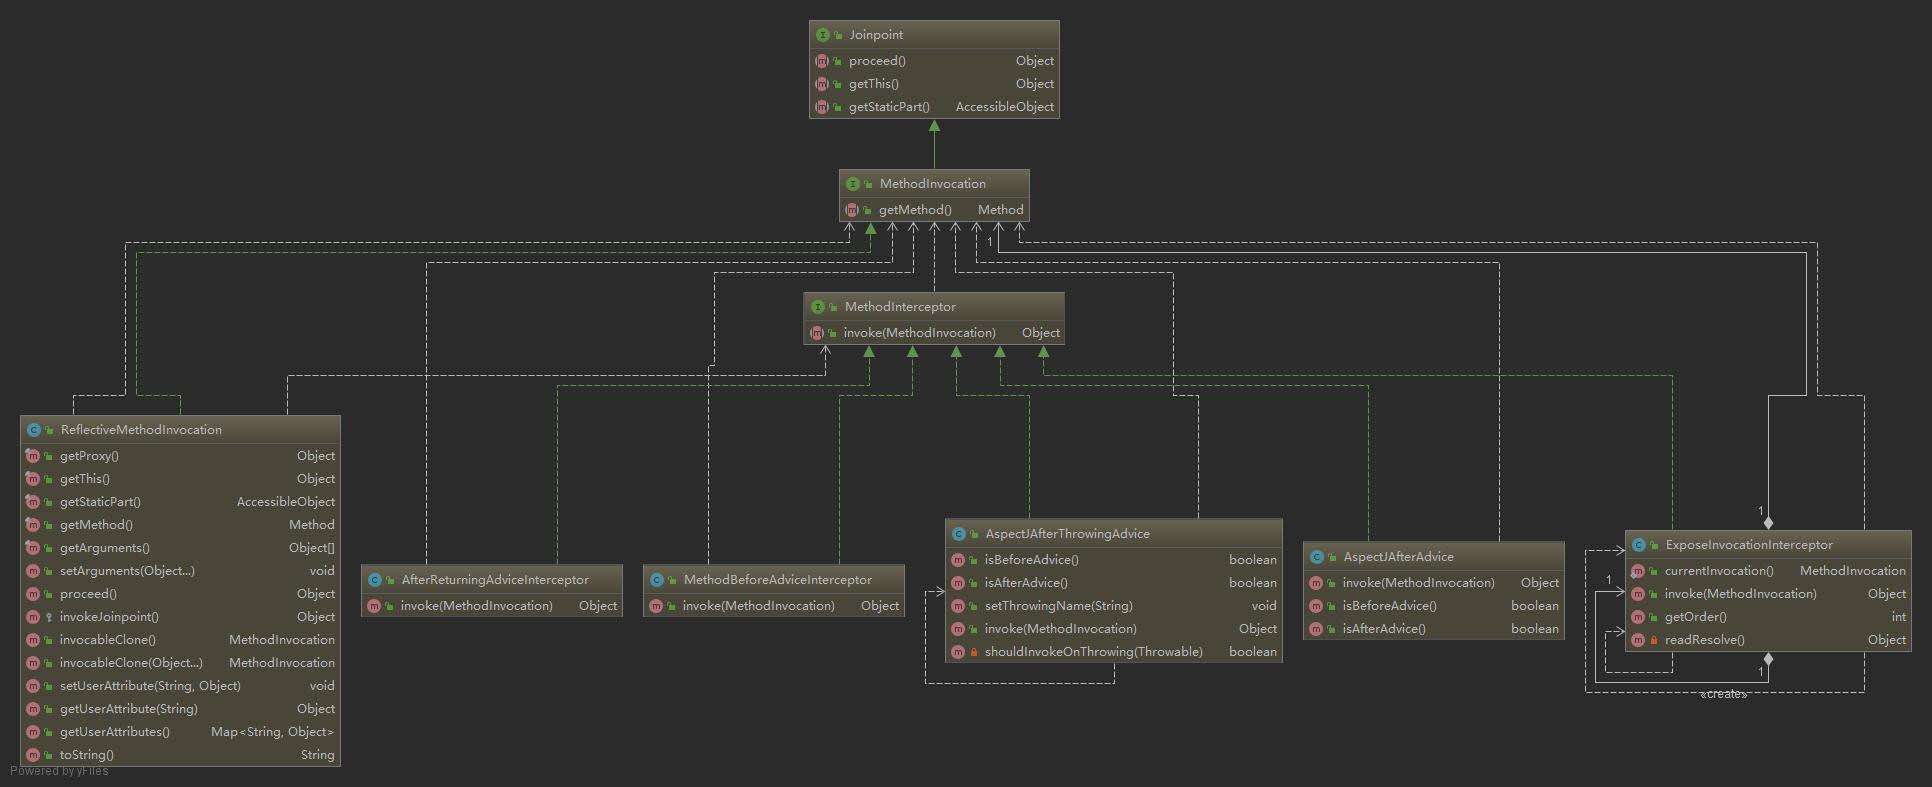 Joinpoint
proceed() Object
getThis() Object
getStaticPart() AccessibleObject
MethodInvocation
getMethod() Method
1
MethodInterceptor
invoke(MethodInvocation) Object
ReflectiveMethodInvocation
getProxy() Object
getThis() Object
getStaticPart() AccessibleObject
getMethod() Method
getArguments() Object[]
setArguments(Object...) void
proceed() Object
invokeJoinpoint() Object
invocableClone() MethodInvocation
invocableClone(Object...) MethodInvocation
setUserAttribute(String, Object) void
getUserAttribute(String) Object
getUserAttributes() Map<String, Object>
toString() String
AfterReturningAdviceInterceptor
invoke(MethodInvocation) Object
MethodBeforeAdviceInterceptor
invoke(MethodInvocation) Object
AspectJAfterThrowingAdvice
isBeforeAdvice() boolean
isAfterAdvice() boolean
setThrowingName(String) void
invoke(MethodInvocation) Object
shouldInvokeOnThrowing(Throwable) boolean
AspectJAfterAdvice
invoke(MethodInvocation) Object
isBeforeAdvice() boolean
isAfterAdvice() boolean
1
ExposeInvocationInterceptor
currentInvocation() MethodInvocation
1
invoke(MethodInvocation) Object
getOrder() int
readResolve() Object
1
«create»
Powered by yFiles